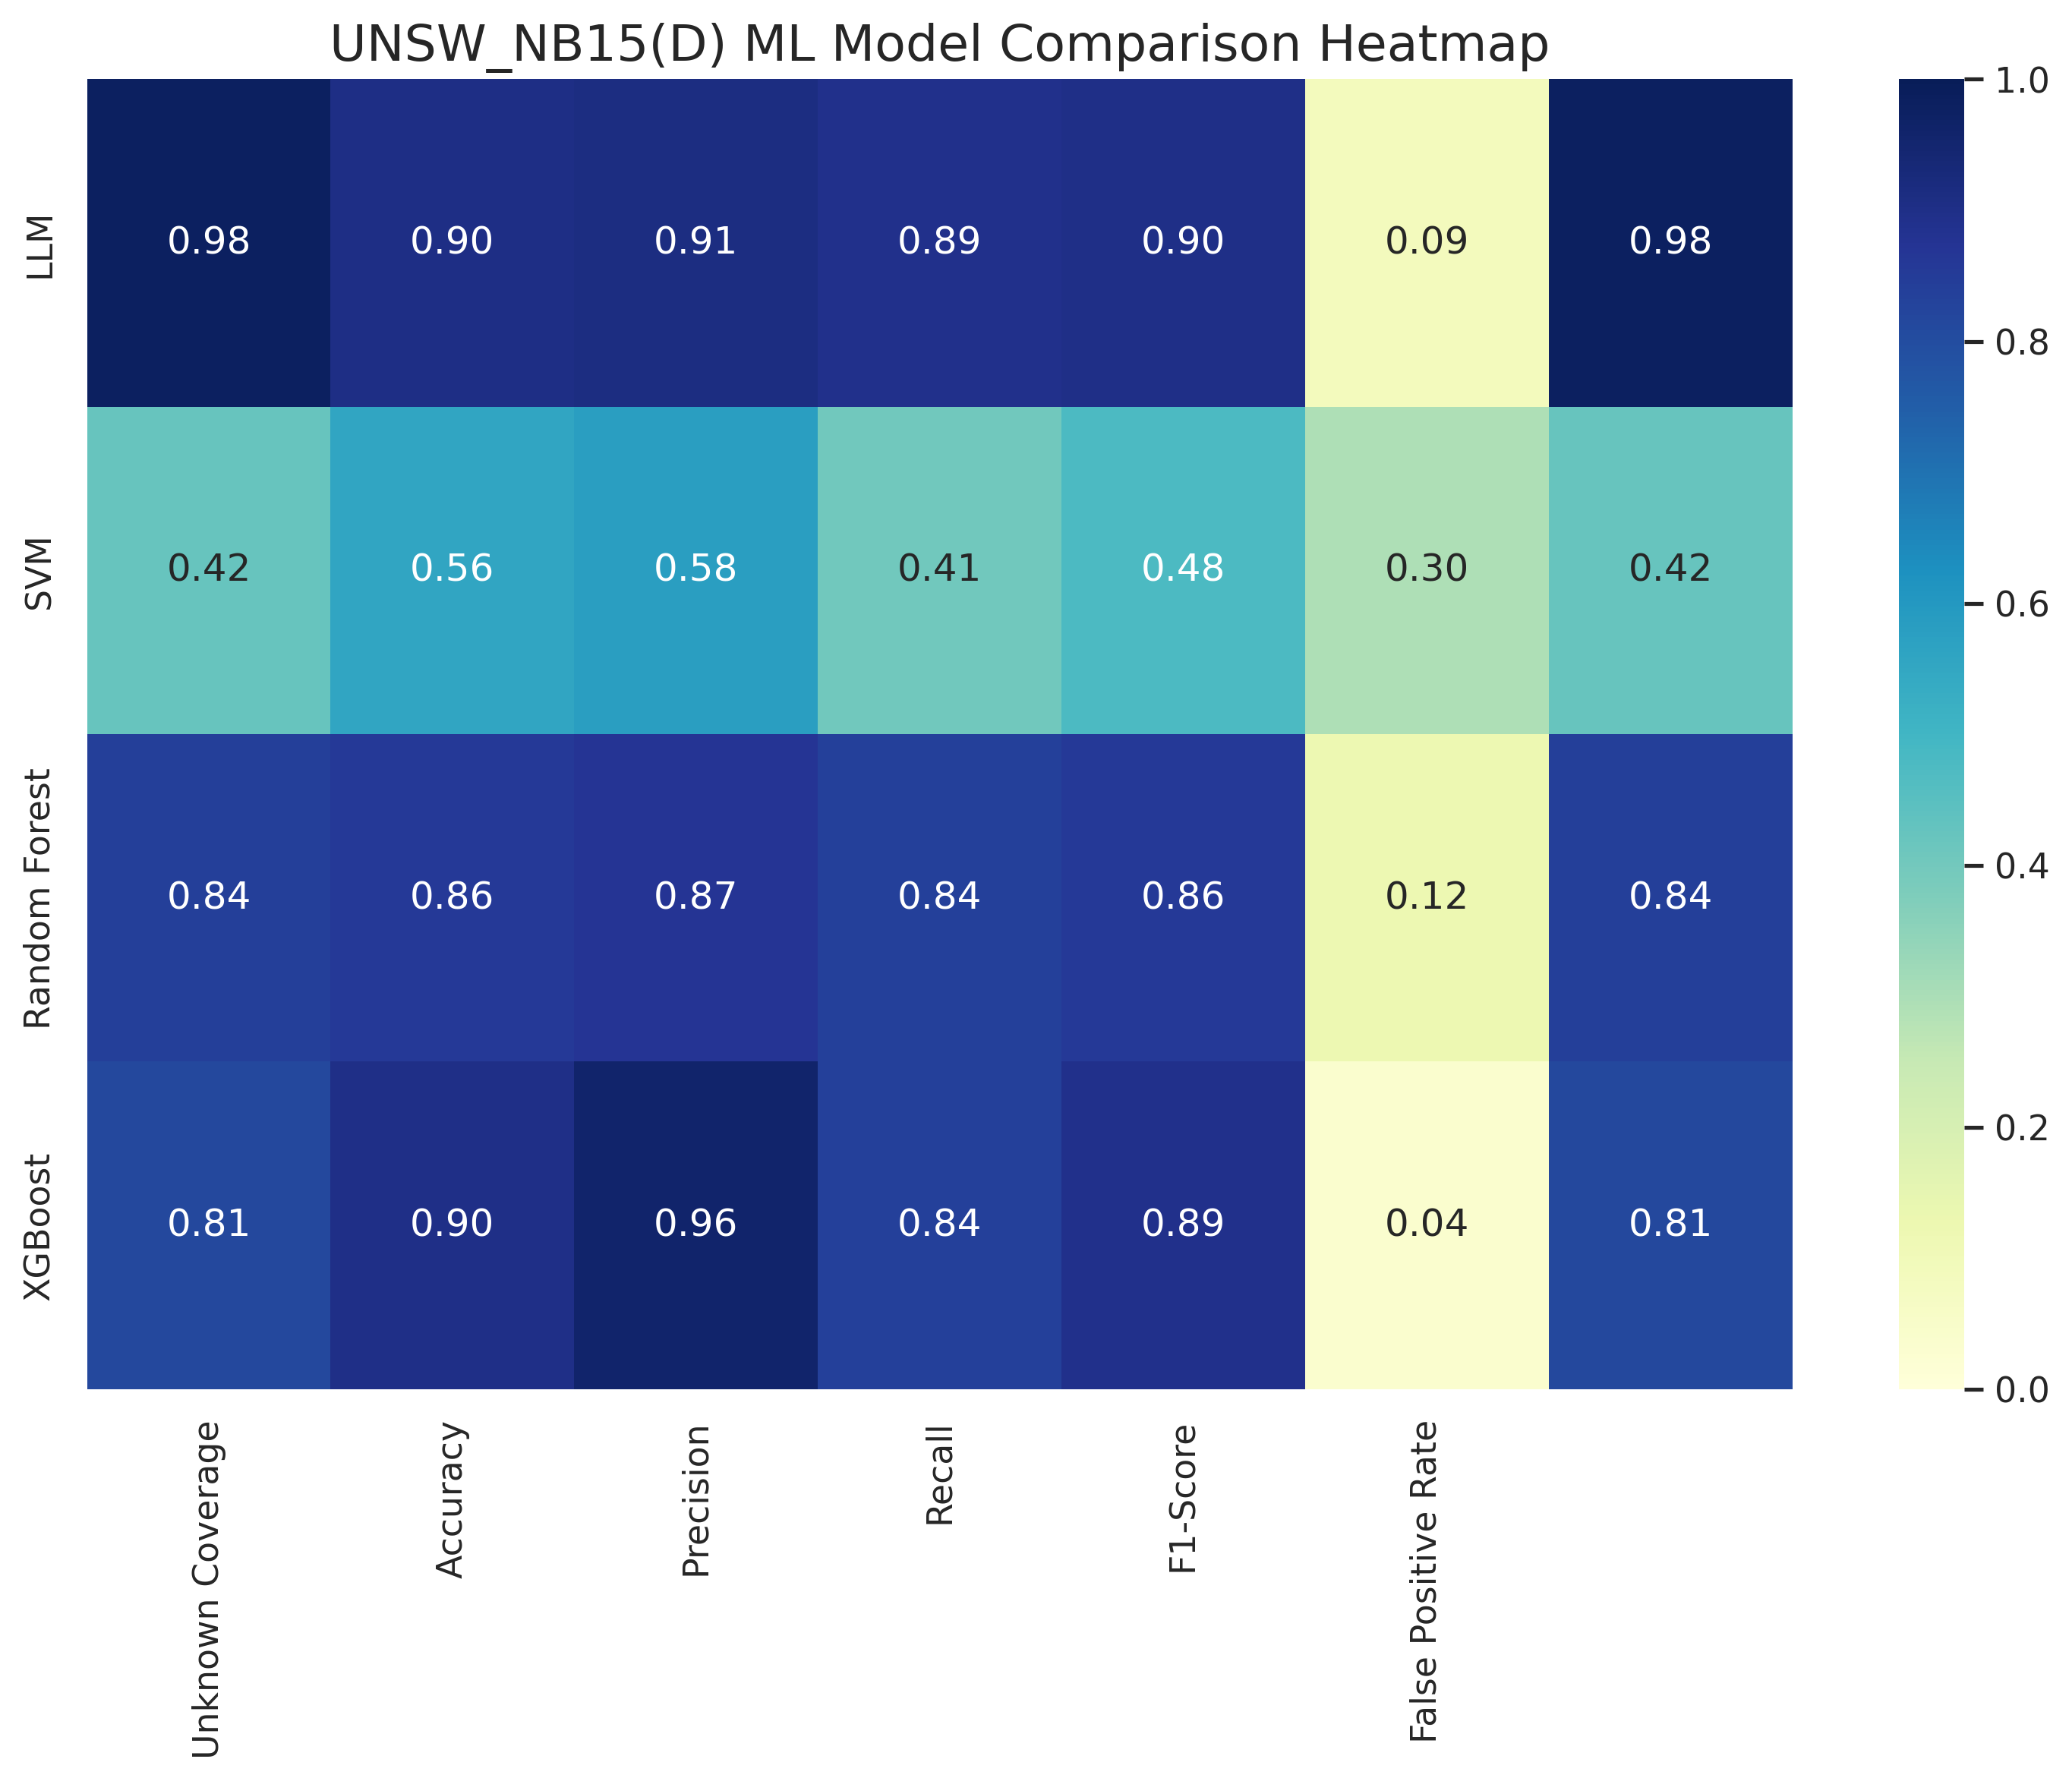 UNSW_NB15(D) ML Model Comparison Heatmap
LLM
0.98 0.90 0.91 0.89 0.90 0.09 0.98
SVM
0.42 0.56 0.58 0.41 0.48 0.30 0.42
Random Forest
0.84 0.86 0.87 0.84 0.86 0.12 0.84
XGBoost
0.81 0.90 0.96 0.84 0.89 0.04 0.81
Unknown Coverage
Accuracy
Precision
Recall
F1-Score
False Positive Rate
1.0
0.8
0.6
0.4
0.2
0.0